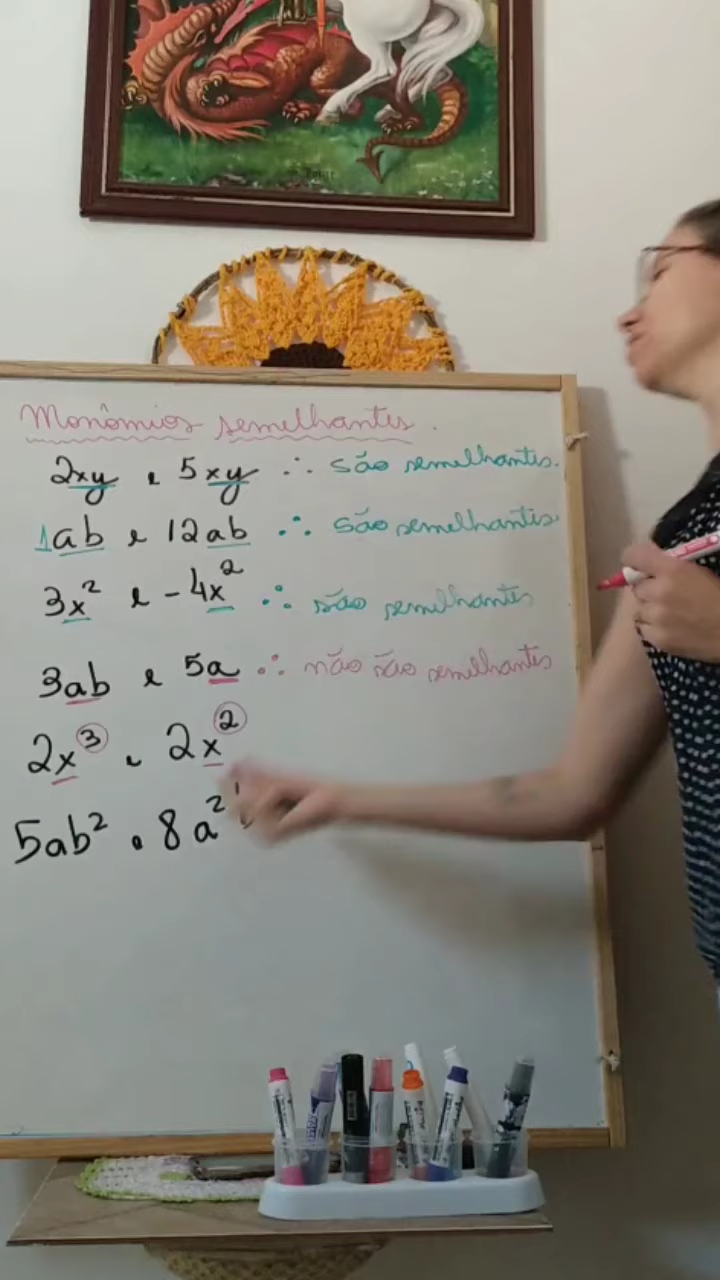 Monômios semelhantes.
2xy e 5xy ∴ são semelhantes.
1ab e 12ab ∴ são semelhantes
3x² e -4x² ∴ são semelhantes
3ab e 5a ∴ não são semelhantes
2x³ e 2x²
5ab² e 8a²